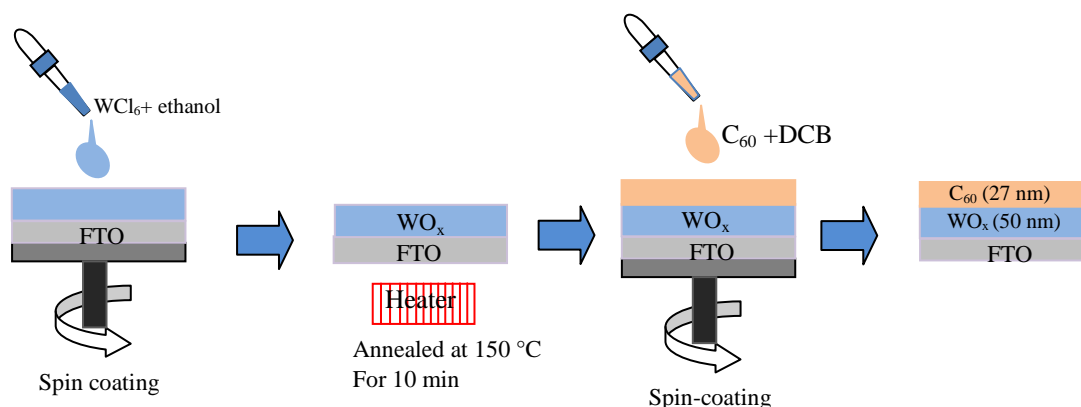 WCl₆+ ethanol
FTO
Spin coating
WOₓ
FTO
Heater
Annealed at 150 °C
For 10 min
C₆₀ +DCB
WOₓ
FTO
Spin-coating
C₆₀ (27 nm)
WOₓ (50 nm)
FTO